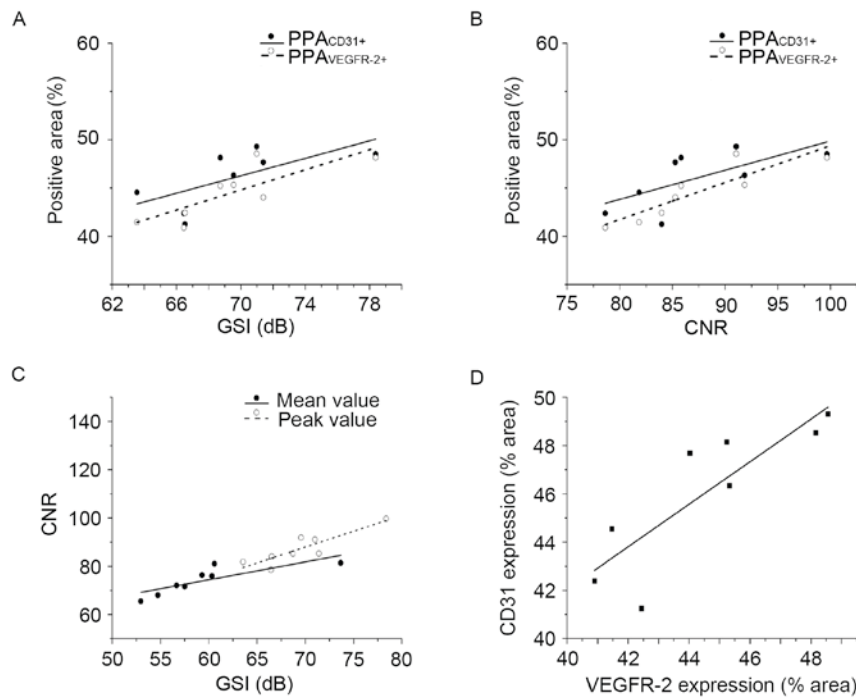 A
PPACD31+
PPAVEGFR-2+
Positive area (%)
60
50
40
62 66 70 74 78
GSI (dB)
B
PPACD31+
PPAVEGFR-2+
Positive area (%)
60
50
40
75 80 85 90 95 100
CNR
C
Mean value
Peak value
CNR
140
120
100
80
60
50 55 60 65 70 75 80
GSI (dB)
D
CD31 expression (% area)
50
48
46
44
42
40
40 42 44 46 48
VEGFR-2 expression (% area)